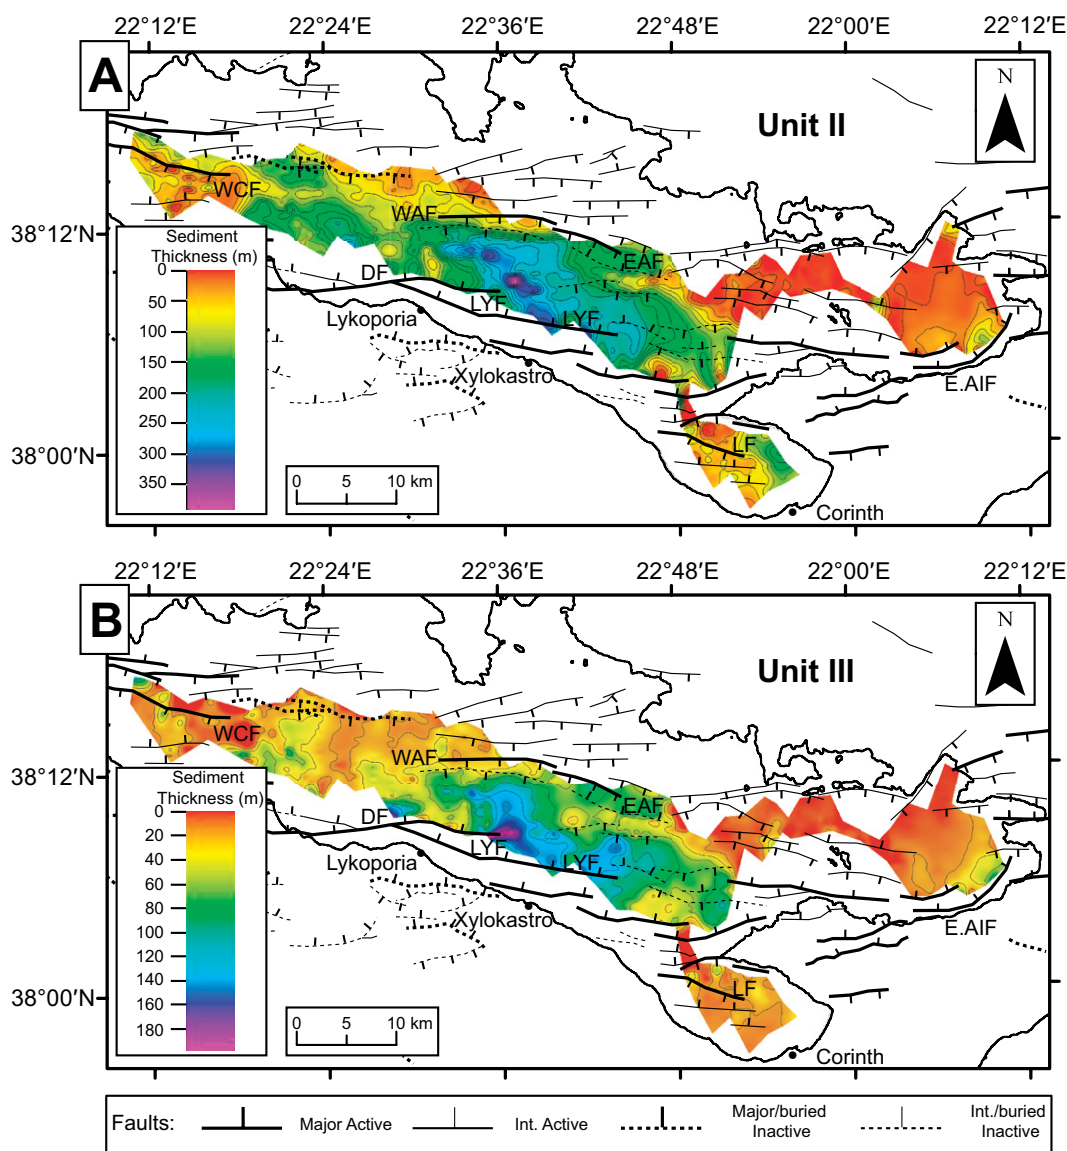 22°12′E 22°24′E 22°36′E 22°48′E 22°00′E 22°12′E
A
N
Unit II
WCF
WAF
38°12′N
Sediment
Thickness (m)
0
50
100
150
200
250
300
350
EAF
DF
LYF
Lykoporia
LYF
Xylokastro
E.AIF
LF
38°00′N
0 5 10 km
Corinth
22°12′E 22°24′E 22°36′E 22°48′E 22°00′E 22°12′E
B
N
Unit III
WCF
WAF
38°12′N
Sediment
Thickness (m)
0
20
40
60
80
100
120
140
160
180
EAF
DF
LYF
Lykoporia
LYF
Xylokastro
E.AIF
LF
38°00′N
0 5 10 km
Corinth
Faults: Major Active Int. Active Major/buried Inactive Int./buried Inactive